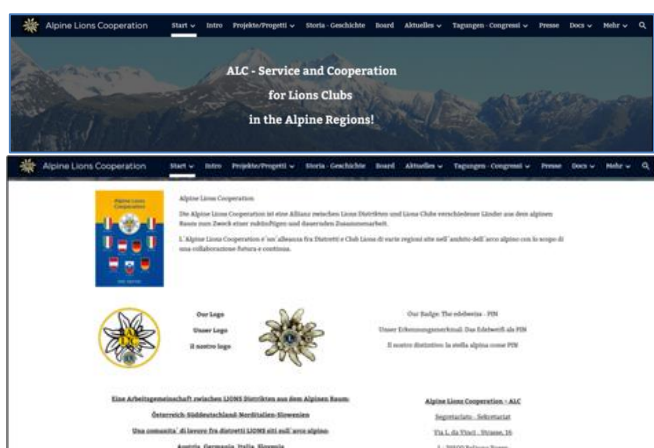 Alpine Lions Cooperation Start Intro Projekte/Progetti Storia - Geschichte Board Aktuelles Tagungen - Congressi Presse Docs Mehr
ALC - Service and Cooperation
for Lions Clubs
in the Alpine Regions!
Alpine Lions Cooperation Start Intro Projekte/Progetti Storia - Geschichte Board Aktuelles Tagungen - Congressi Presse Docs Mehr
Alpine Lions
Cooperation
Alpine Lions Cooperation
Die Alpine Lions Cooperation ist eine Allianz zwischen Lions Distrikten und Lions Clubs verschiedener Länder aus dem alpinen
Raum zum Zweck einer zukünftigen und dauernden Zusammenarbeit.
L'Alpine Lions Cooperation e'un'alleanza fra Distretti e Club Lions di varie regioni site nell'ambito dell'arco alpino con lo scopo di
una collaborazione futura e continua.
Our Logo
Unser Logo
il nostro logo
Our Badge: The edelweiss - PIN
Unser Erkennungsmerkmal: Das Edelweiß als PIN
Il nostro distintivo: la stella alpina come PIN
Eine Arbeitsgemeinschaft zwischen LIONS Distrikten aus dem Alpinen Raum:
Österreich-Süddeutschland-Norditalien-Slowenien
Una comunita' di lavoro fra distretti LIONS siti sull'arco alpino:
Austria, Germania, Italia, Slovenia
Alpine Lions Cooperation - ALC
Segretariato - Sekretariat
Via L. da Vinci - Strasse, 16